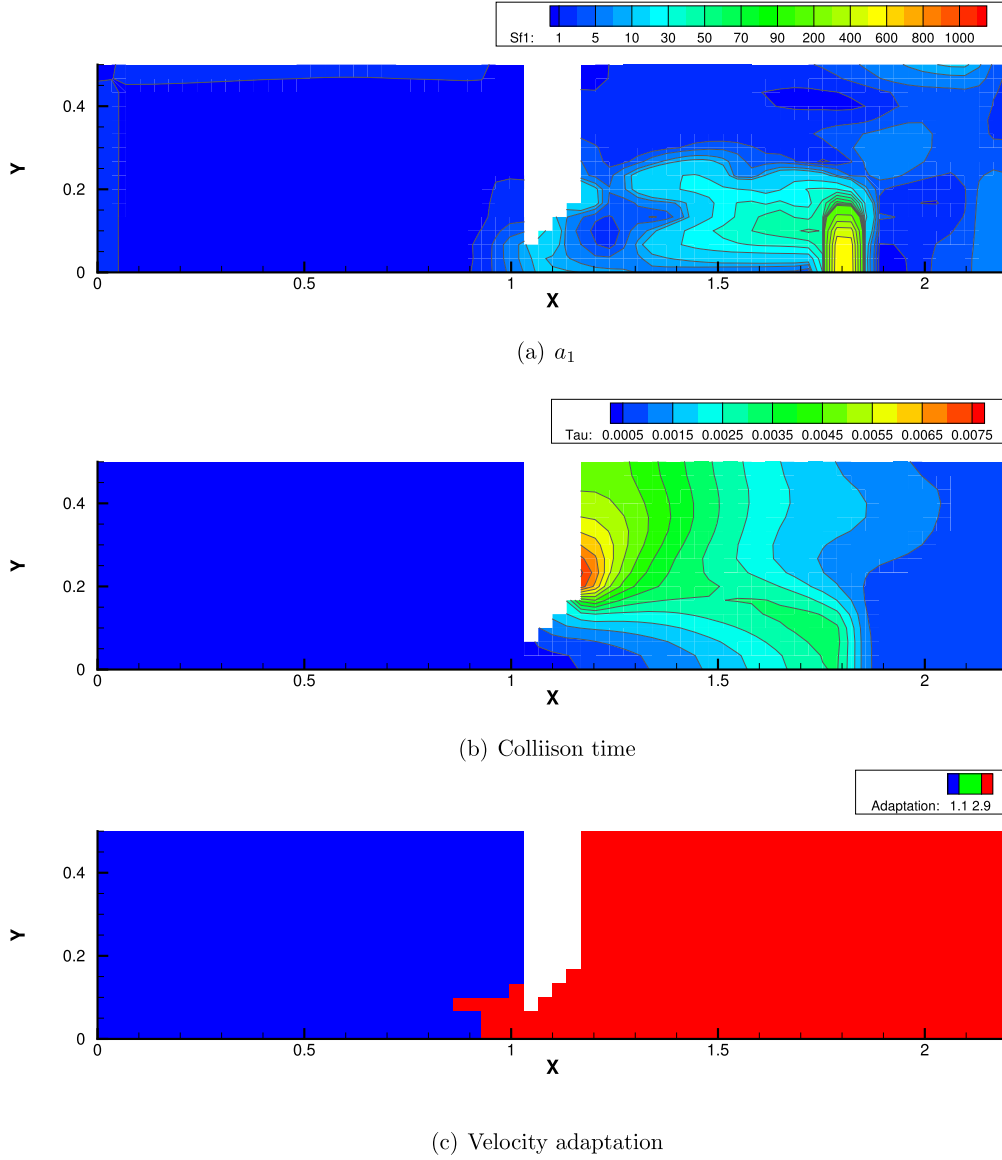 Sf1: 1 5 10 30 50 70 90 200 400 600 800 1000
0.4
Y
0.2
0
0 0.5 1 1.5 2
X
(a) a₁
Tau: 0.0005 0.0015 0.0025 0.0035 0.0045 0.0055 0.0065 0.0075
0.4
Y
0.2
0
0 0.5 1 1.5 2
X
(b) Colliison time
Adaptation: 1.1 2.9
0.4
Y
0.2
0
0 0.5 1 1.5 2
X
(c) Velocity adaptation